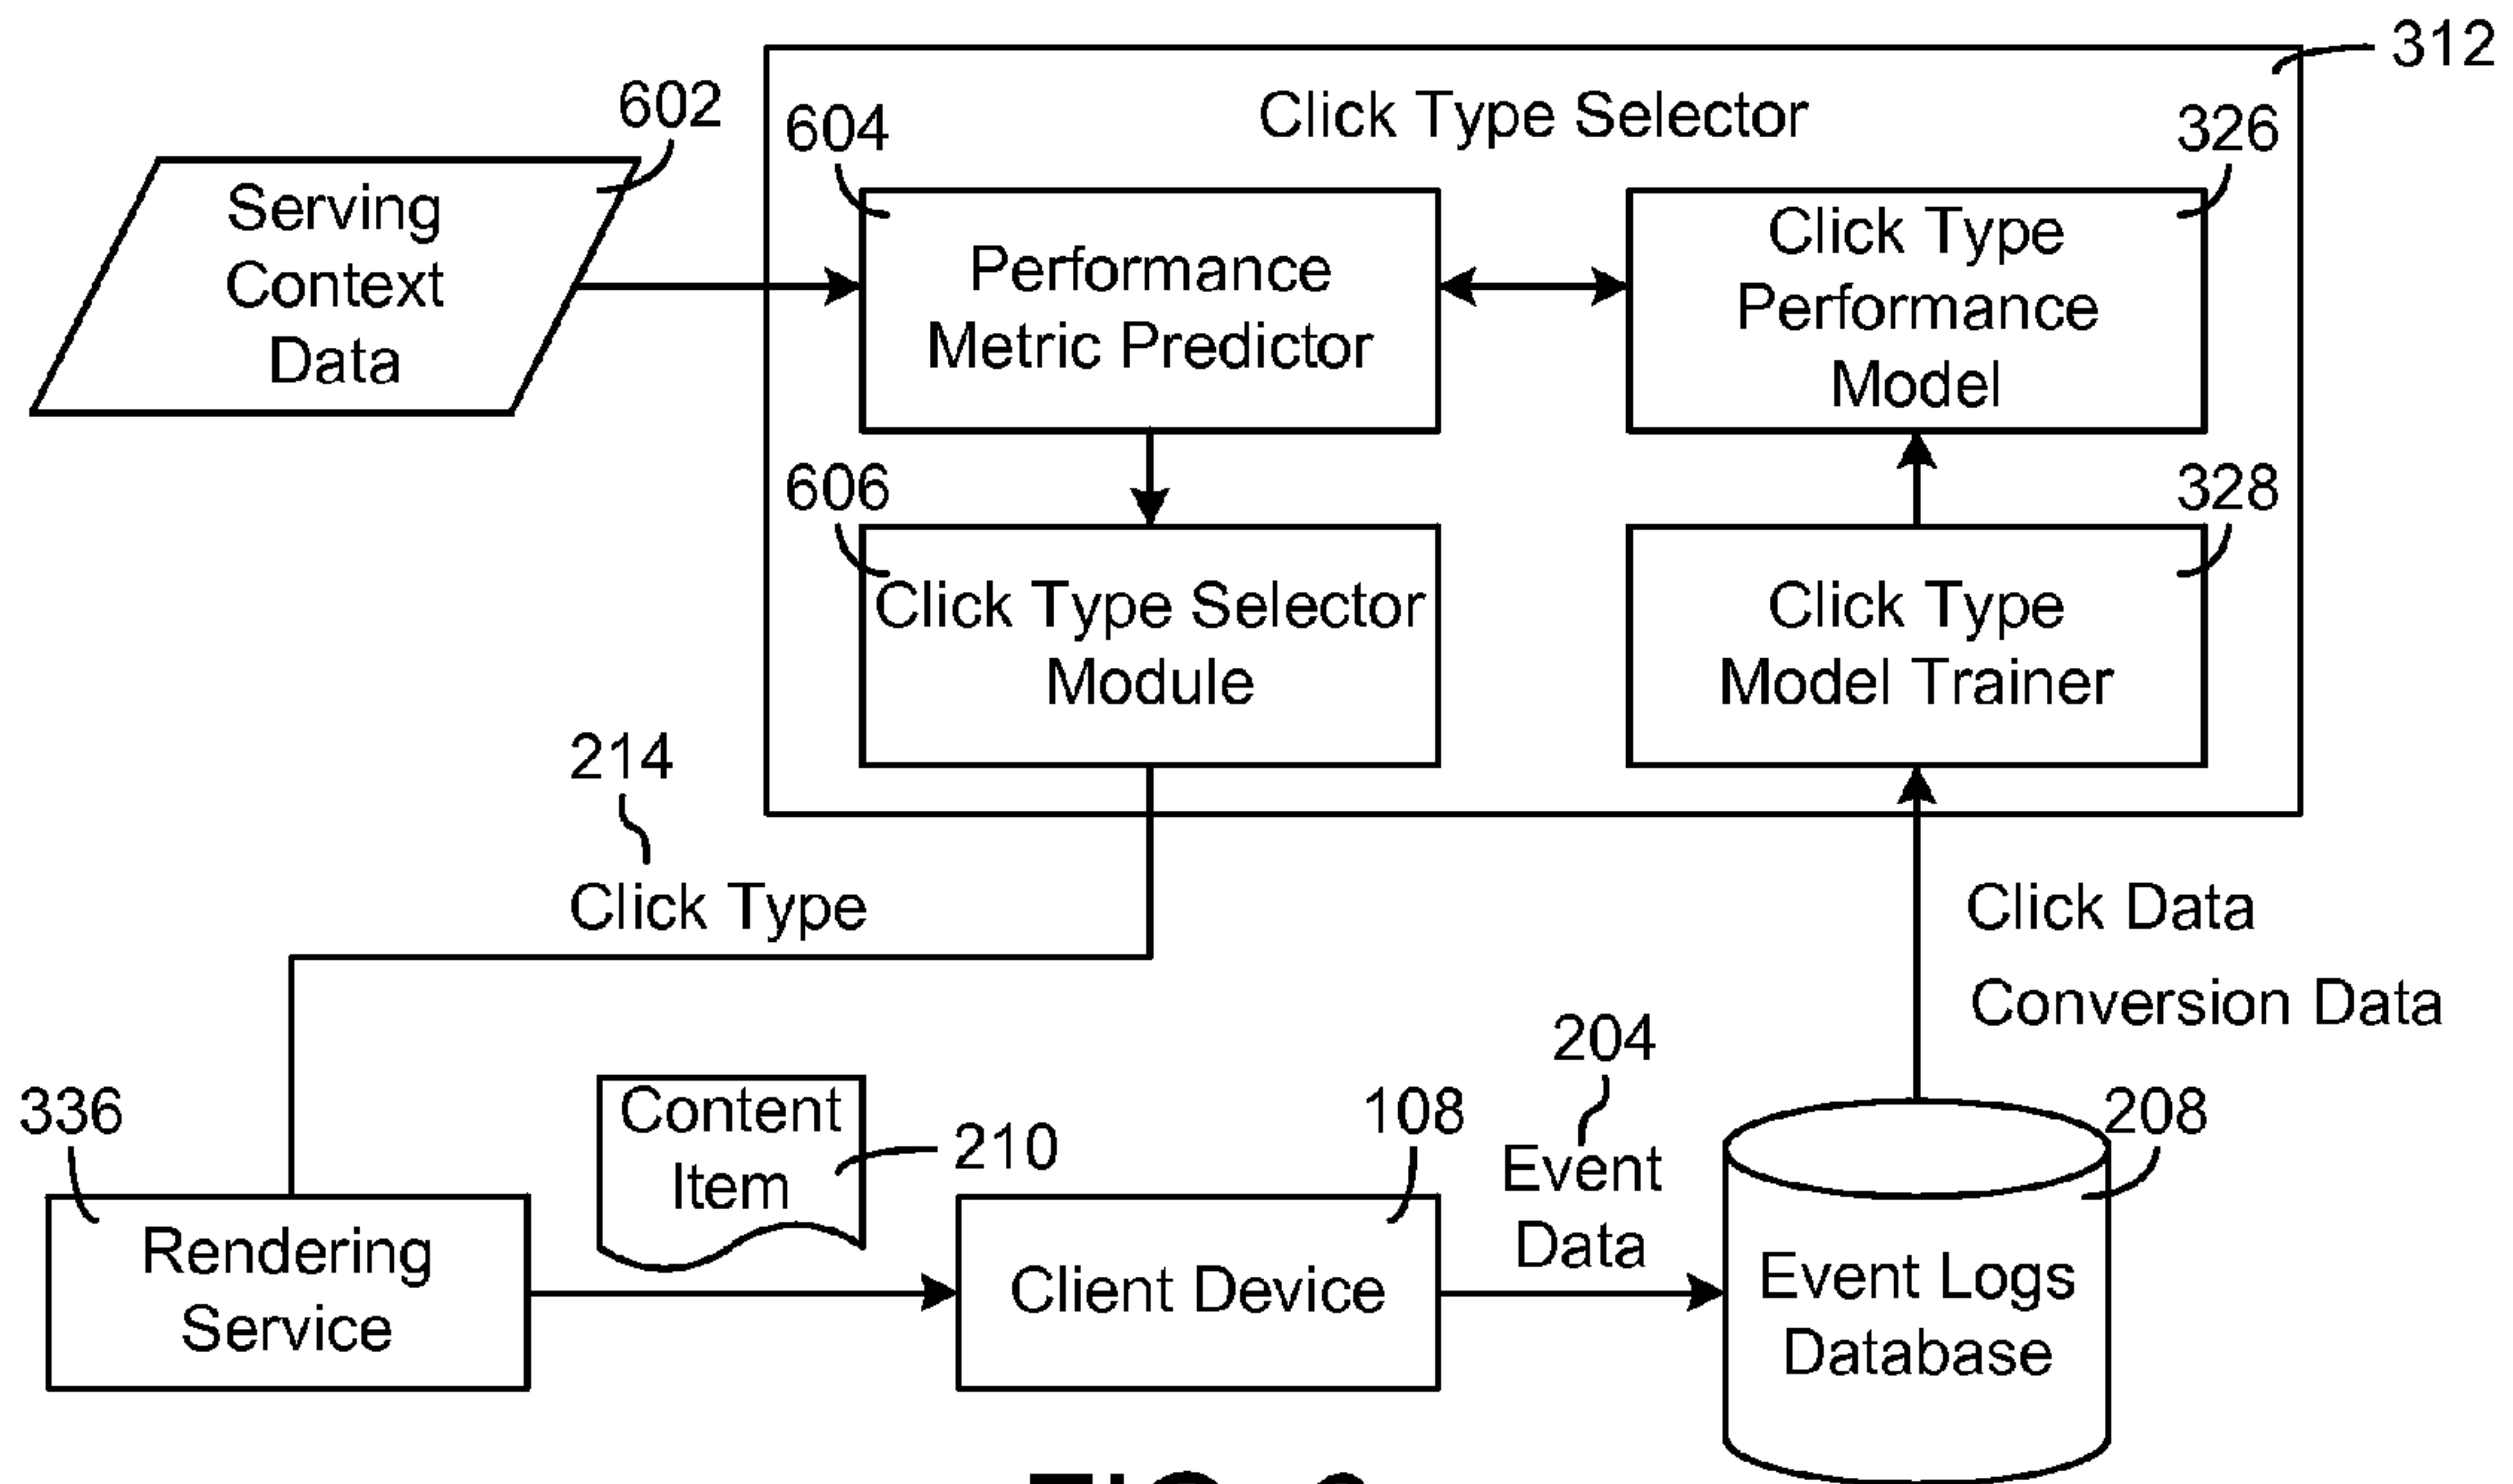 312
602
Click Type Selector
604
326
Serving
Context
Data
Performance
Metric Predictor
Click Type
Performance
Model
606
328
Click Type Selector
Module
Click Type
Model Trainer
214
Click Type
Click Data
Conversion Data
204
336
Content
Item
210
108
Event
Data
208
Rendering
Service
Client Device
Event Logs
Database